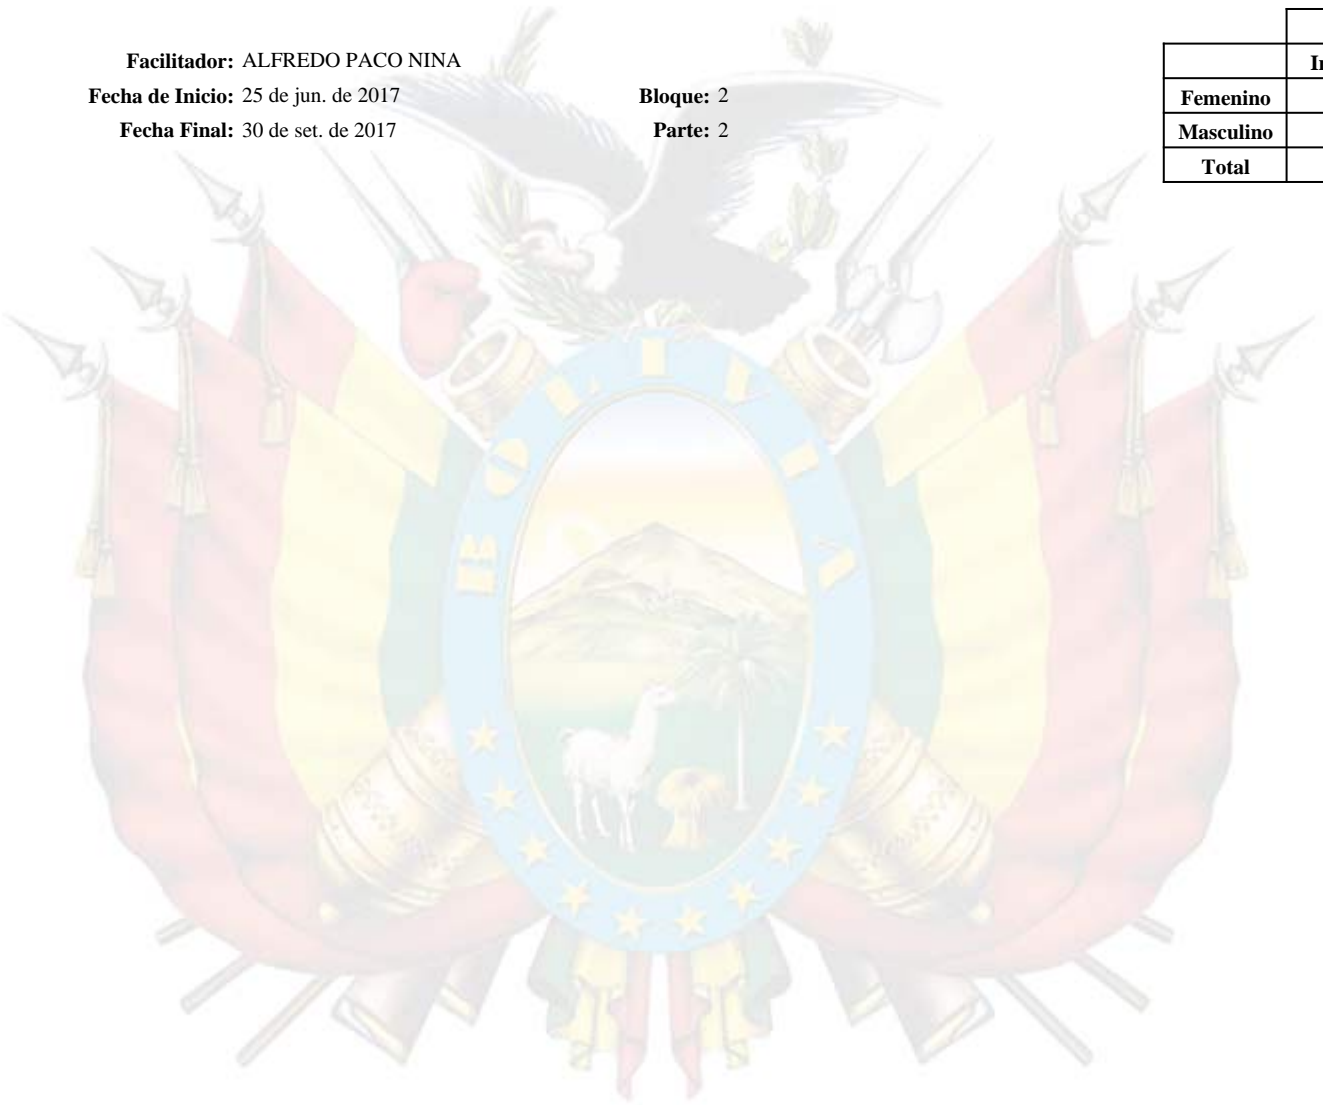 Facilitador: ALFREDO PACO NINA
Fecha de Inicio: 25 de jun. de 2017 Bloque: 2
Fecha Final: 30 de set. de 2017 Parte: 2
Femenino
Masculino
Total
BOLIVIA